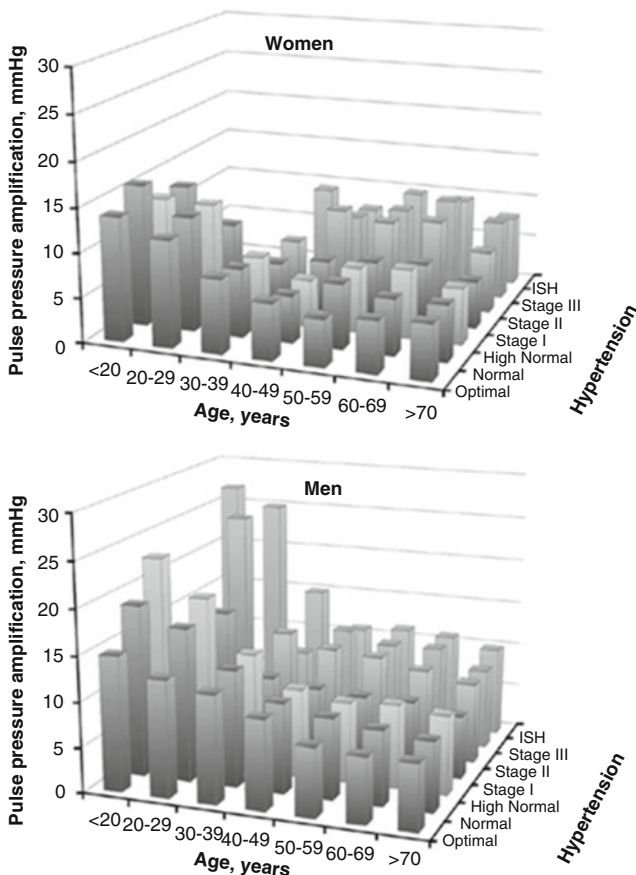 Women
Pulse pressure amplification, mmHg
30
25
20
15
10
5
0
<20 20-29 30-39 40-49 50-59 60-69 >70
Age, years
ISH
Stage III
Stage II
Stage I
High Normal
Normal
Optimal
Hypertension
Men
Pulse pressure amplification, mmHg
30
25
20
15
10
5
0
<20 20-29 30-39 40-49 50-59 60-69 >70
Age, years
ISH
Stage III
Stage II
Stage I
High Normal
Normal
Optimal
Hypertension